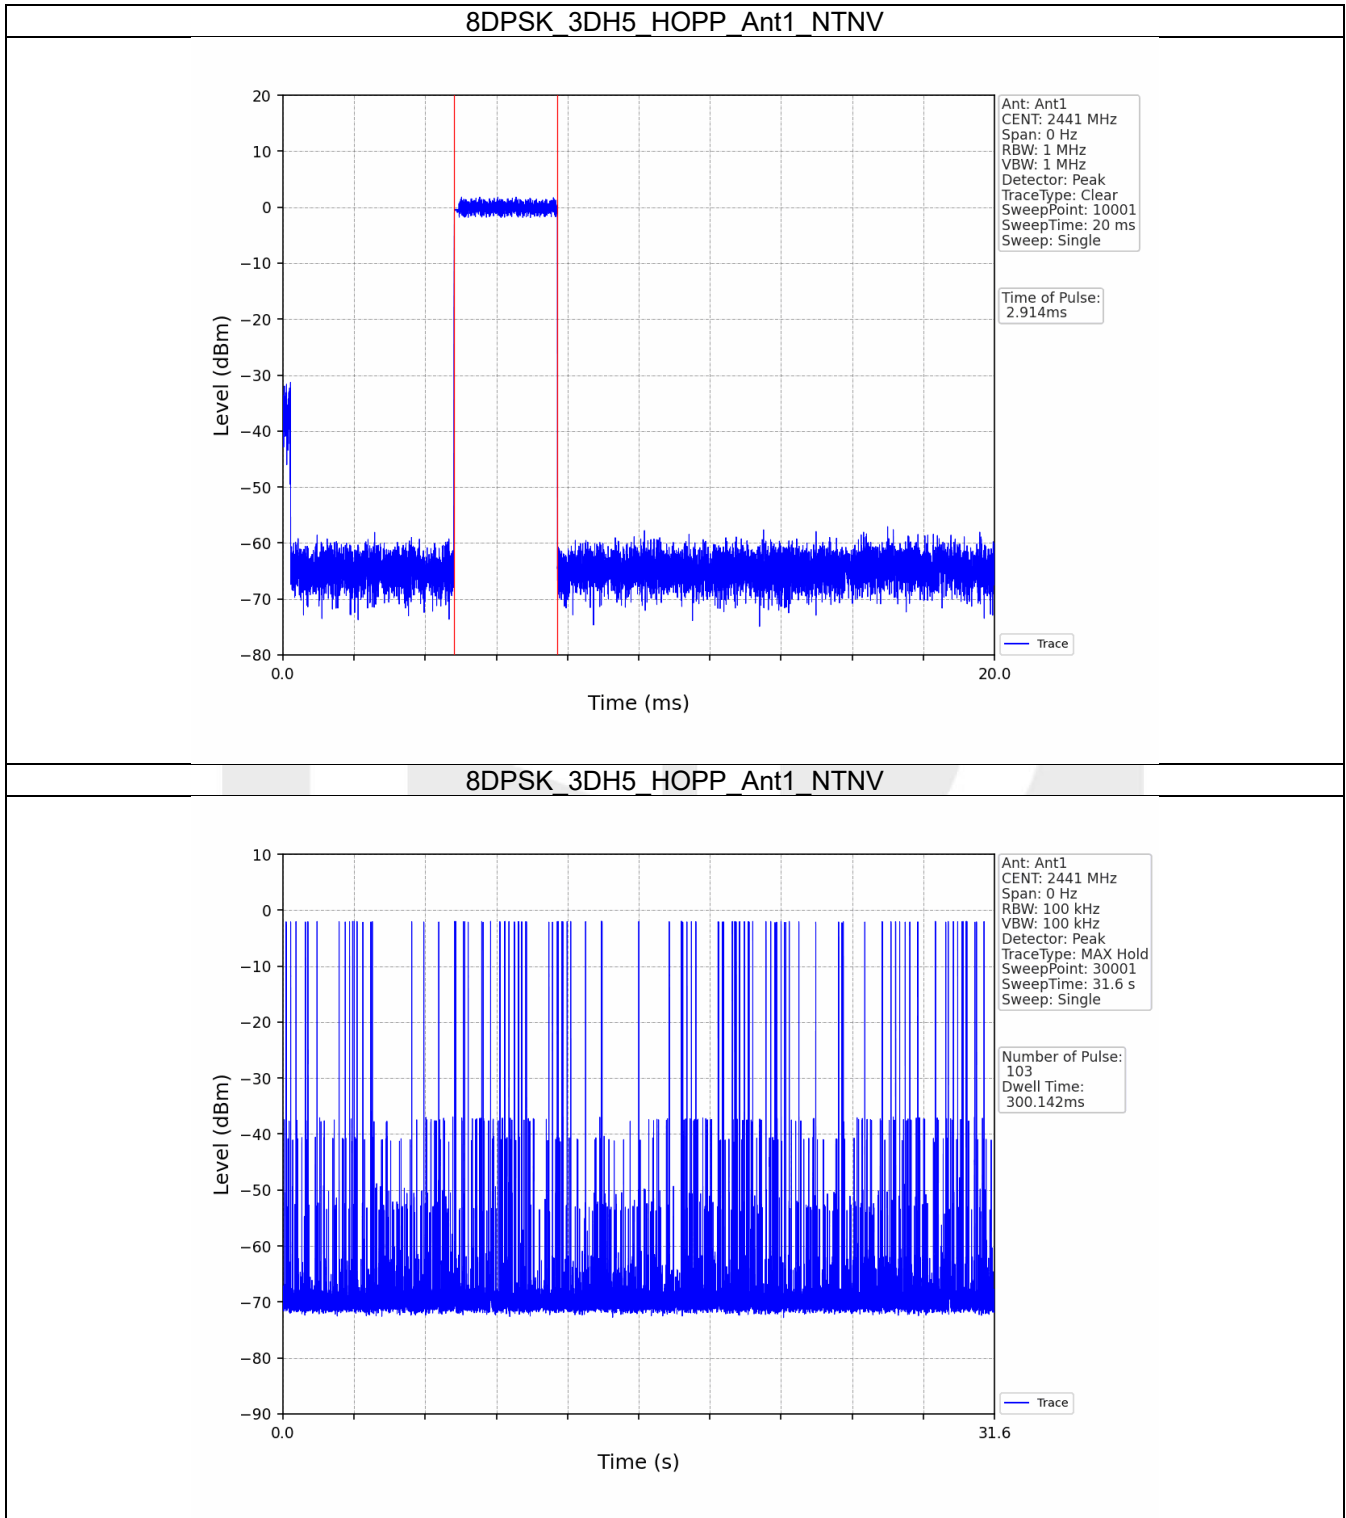 8DPSK_3DH5_HOPP_Ant1_NTNV
20
10
0
−10
−20
−30
−40
−50
−60
−70
−80
Level (dBm)
0.0
20.0
Time (ms)
Ant: Ant1
CENT: 2441 MHz
Span: 0 Hz
RBW: 1 MHz
VBW: 1 MHz
Detector: Peak
TraceType: Clear
SweepPoint: 10001
SweepTime: 20 ms
Sweep: Single
Time of Pulse:
2.914ms
Trace
8DPSK_3DH5_HOPP_Ant1_NTNV
10
0
−10
−20
−30
−40
−50
−60
−70
−80
−90
Level (dBm)
0.0
31.6
Time (s)
Ant: Ant1
CENT: 2441 MHz
Span: 0 Hz
RBW: 100 kHz
VBW: 100 kHz
Detector: Peak
TraceType: MAX Hold
SweepPoint: 30001
SweepTime: 31.6 s
Sweep: Single
Number of Pulse:
103
Dwell Time:
300.142ms
Trace